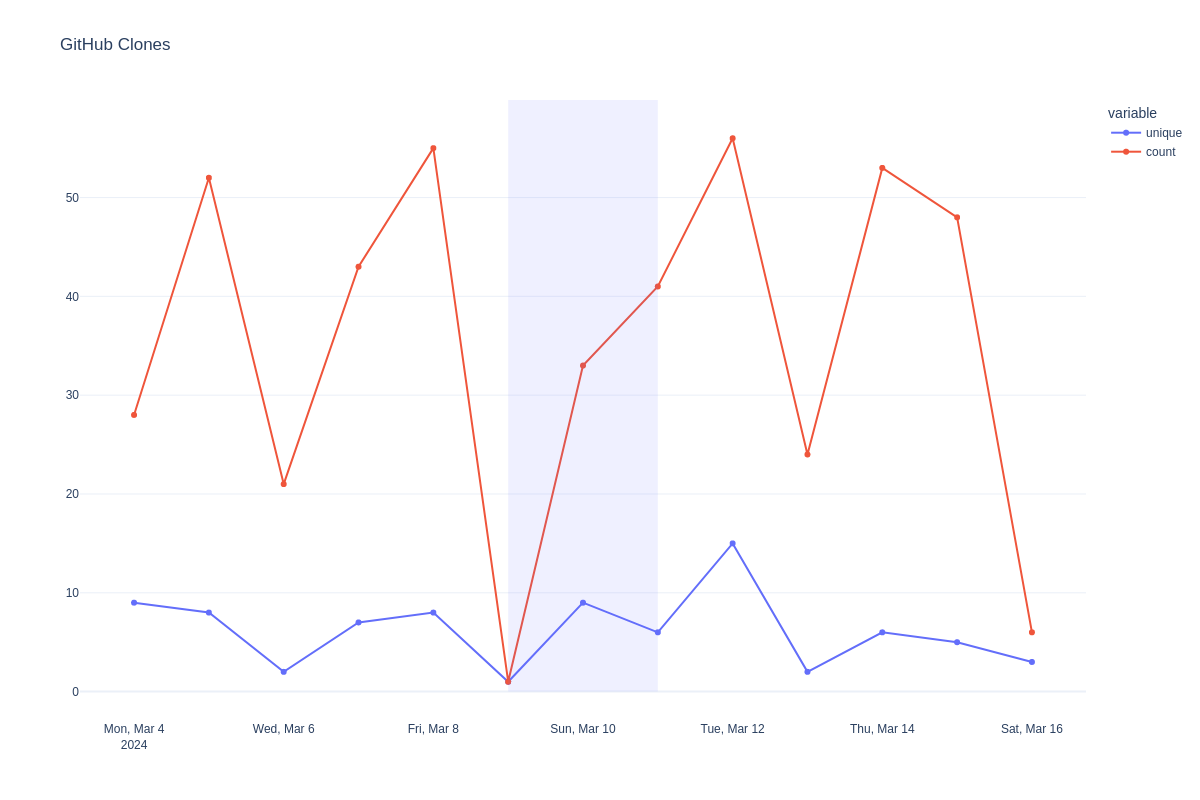 GitHub Clones
variable
unique
count
50
40
30
20
10
0
Mon, Mar 4 Wed, Mar 6 Fri, Mar 8 Sun, Mar 10 Tue, Mar 12 Thu, Mar 14 Sat, Mar 16
2024